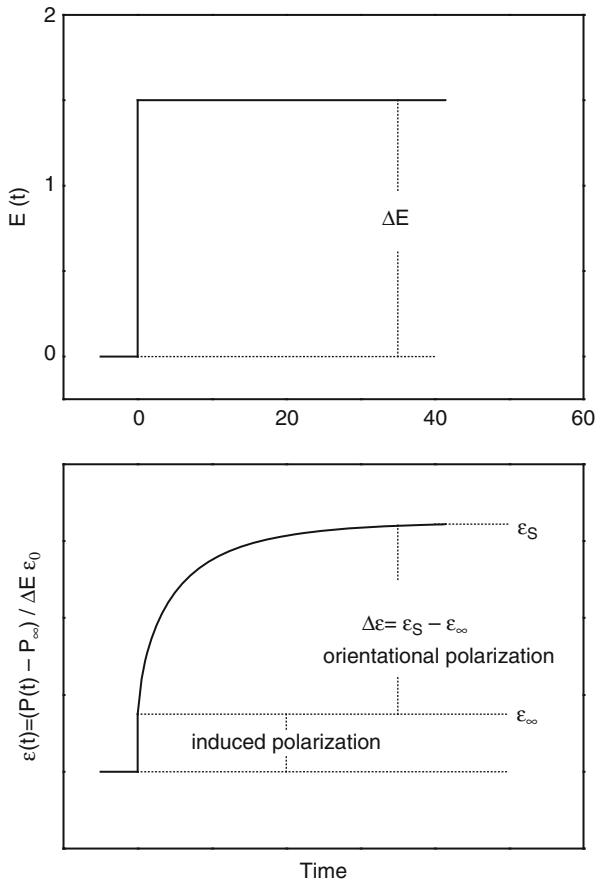 2
1
0
E (t)
ΔE
0
20
40
60
ε(t)=(P(t) − P∞) / ΔE ε0
εS
Δε= εS − ε∞
orientational polarization
ε∞
induced polarization
Time